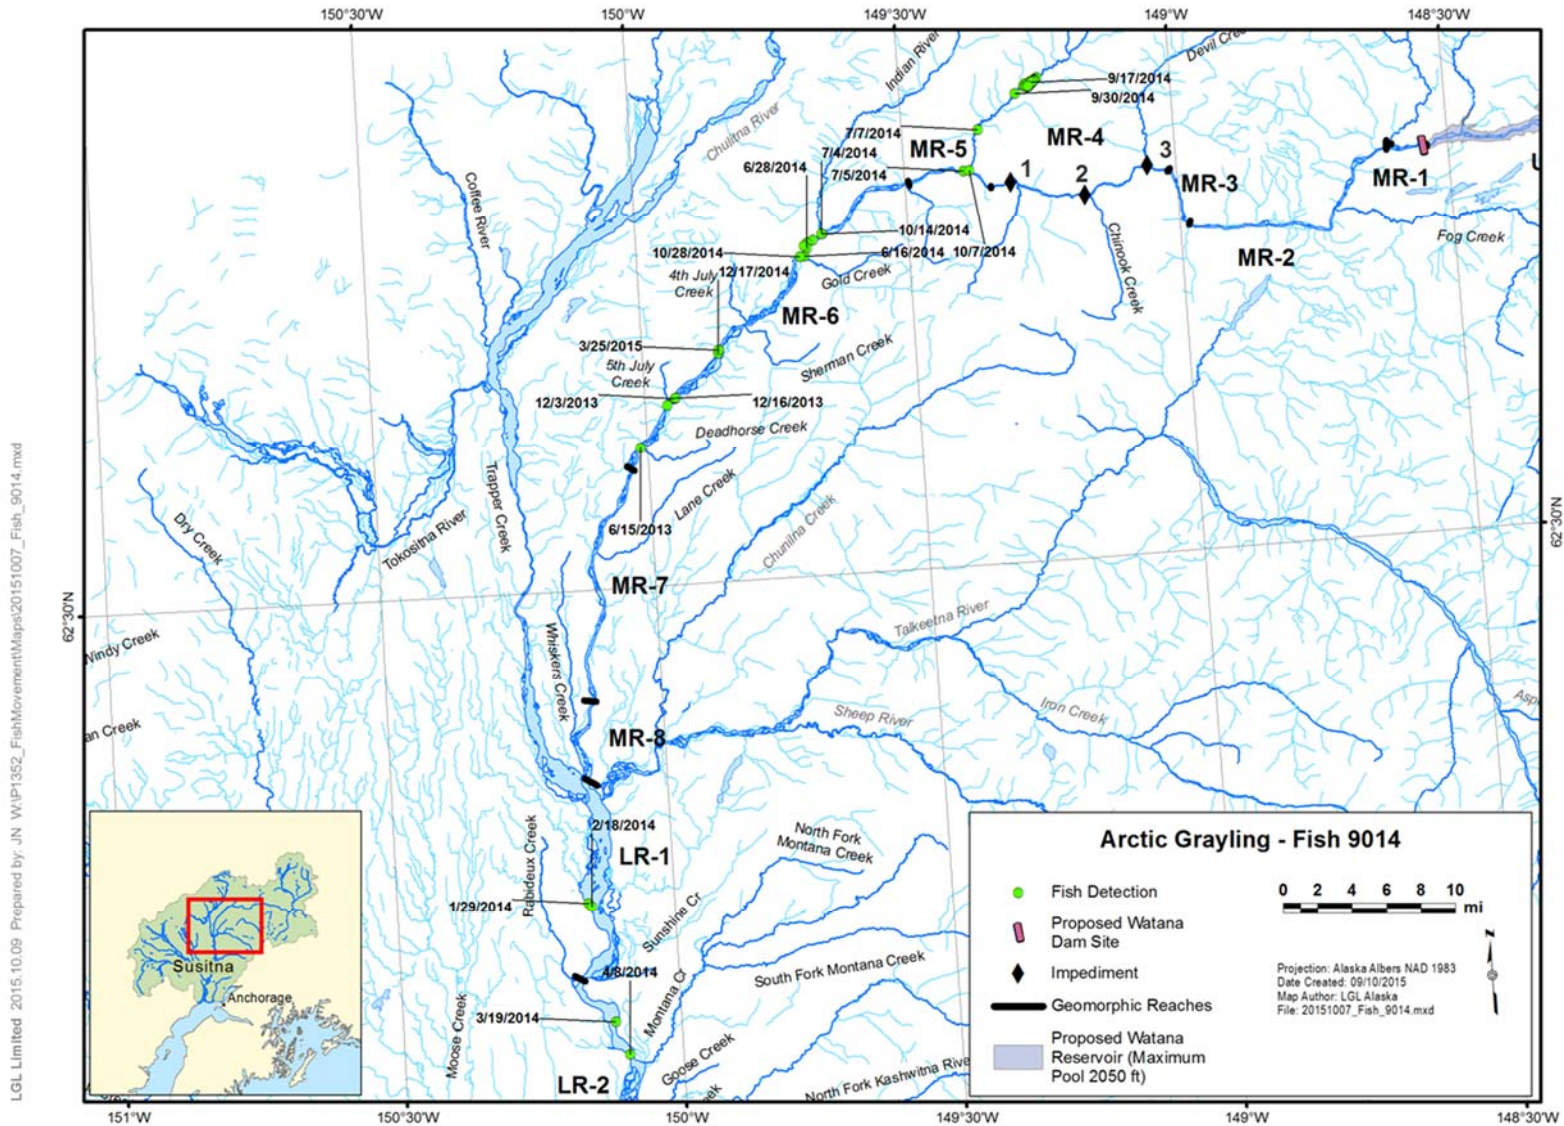 150°30'W
150°W
149°30'W
149°W
148°30'W
Indian River
9/17/2014
9/30/2014
Chulitna River
7/7/2014
MR-4
7/4/2014
MR-5
6/28/2014
7/5/2014
1
2
3
MR-3
MR-1
Coffee River
10/14/2014
10/28/2014
6/16/2014
10/7/2014
Chinook Creek
Fog Creek
MR-2
4th July
Creek
12/17/2014
Gold Creek
MR-6
3/25/2015
5th July
Creek
Sherman Creek
12/3/2013
12/16/2013
Deadhorse Creek
Trapper Creek
Lane Creek
Dry Creek
Tokositna River
6/15/2013
Chunilna Creek
62°30'N
MR-7
62°30'N
Talkeetna River
Windy Creek
Whiskers Creek
Iron Creek
Sheep River
an Creek
MR-8
2/18/2014
LR-1
Rabideux Creek
North Fork
Montana Creek
1/29/2014
Sunshine Cr
4/8/2014
South Fork Montana Creek
Montana Cr
3/19/2014
Moose Creek
Goose Creek
LR-2
North Fork Kashwitna Rive
eek
Susitna
Anchorage
Arctic Grayling - Fish 9014
Fish Detection
Proposed Watana
Dam Site
Impediment
Geomorphic Reaches
Proposed Watana
Reservoir (Maximum
Pool 2050 ft)
0 2 4 6 8 10
mi
Projection: Alaska Albers NAD 1983
Date Created: 09/10/2015
Map Author: LGL Alaska
File: 20151007_Fish_9014.mxd
151°W
150°30'W
150°W
149°30'W
149°W
148°30'W
LGL Limited 2015.10.09 Prepared by: JN W:\P1352_FishMovement\Maps\20151007_Fish_9014.mxd